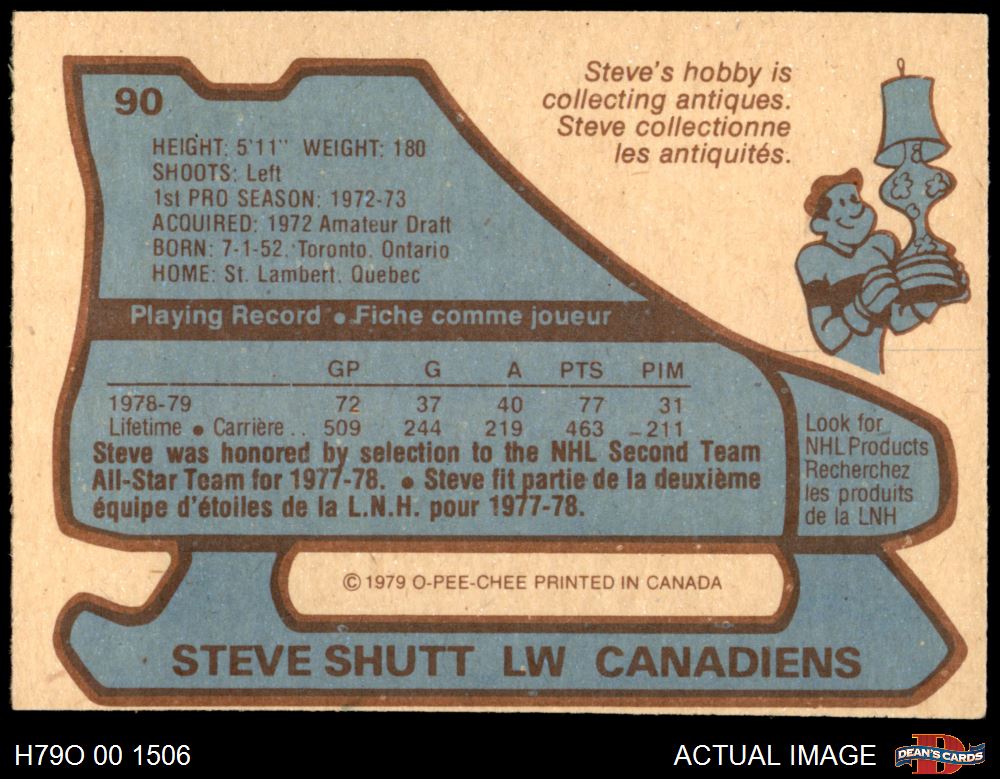 90
HEIGHT: 5'11" WEIGHT: 180
SHOOTS: Left
1st PRO SEASON: 1972-73
ACQUIRED: 1972 Amateur Draft
BORN: 7-1-52, Toronto, Ontario
HOME: St. Lambert, Quebec
Steve's hobby is
collecting antiques.
Steve collectionne
les antiquités.
Playing Record • Fiche comme joueur
GP G A PTS PIM
1978-79 72 37 40 77 31
Lifetime • Carrière .. 509 244 219 463 211
Steve was honored by selection to the NHL Second Team
All-Star Team for 1977-78. • Steve fit partie de la deuxième
équipe d'étoiles de la L.N.H. pour 1977-78.
Look for
NHL Products
Recherchez
les produits
de la LNH
© 1979 O-PEE-CHEE PRINTED IN CANADA
STEVE SHUTT LW CANADIENS
H79O 00 1506
ACTUAL IMAGE
DEAN'S CARDS